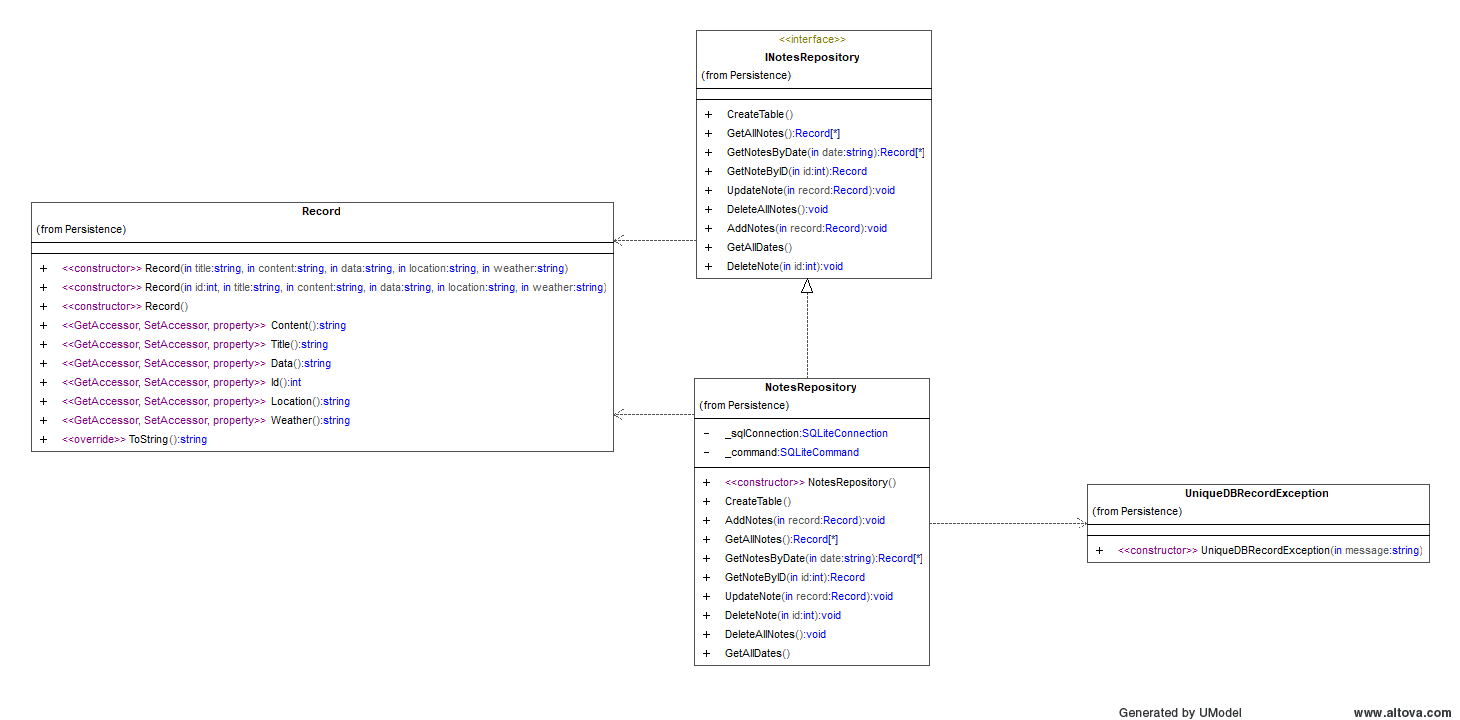 <<interface>>
INotesRepository
(from Persistence)
+ CreateTable()
+ GetAllNotes():Record[*]
+ GetNotesByDate(in date:string):Record[*]
+ GetNoteByID(in id:int):Record
+ UpdateNote(in record:Record):void
+ DeleteAllNotes():void
+ AddNotes(in record:Record):void
+ GetAllDates()
+ DeleteNote(in id:int):void
Record
(from Persistence)
+ <<constructor>> Record(in title:string, in content:string, in data:string, in location:string, in weather:string)
+ <<constructor>> Record(in id:int, in title:string, in content:string, in data:string, in location:string, in weather:string)
+ <<constructor>> Record()
+ <<GetAccessor, SetAccessor, property>> Content():string
+ <<GetAccessor, SetAccessor, property>> Title():string
+ <<GetAccessor, SetAccessor, property>> Data():string
+ <<GetAccessor, SetAccessor, property>> Id():int
+ <<GetAccessor, SetAccessor, property>> Location():string
+ <<GetAccessor, SetAccessor, property>> Weather():string
+ <<override>> ToString():string
NotesRepository
(from Persistence)
- _sqlConnection:SQLiteConnection
- _command:SQLiteCommand
+ <<constructor>> NotesRepository()
+ CreateTable()
+ AddNotes(in record:Record):void
+ GetAllNotes():Record[*]
+ GetNotesByDate(in date:string):Record[*]
+ GetNoteByID(in id:int):Record
+ UpdateNote(in record:Record):void
+ DeleteNote(in id:int):void
+ DeleteAllNotes():void
+ GetAllDates()
UniqueDBRecordException
(from Persistence)
+ <<constructor>> UniqueDBRecordException(in message:string)
Generated by UModel www.altova.com